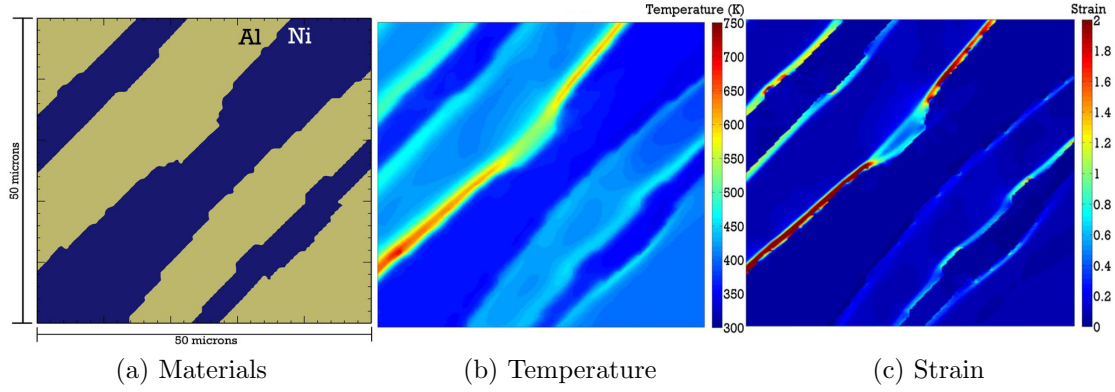 Al Ni
50 microns
50 microns
(a) Materials
Temperature (K)
750
700
650
600
550
500
450
400
350
300
(b) Temperature
Strain
2
1.8
1.6
1.4
1.2
1
0.8
0.6
0.4
0.2
0
(c) Strain